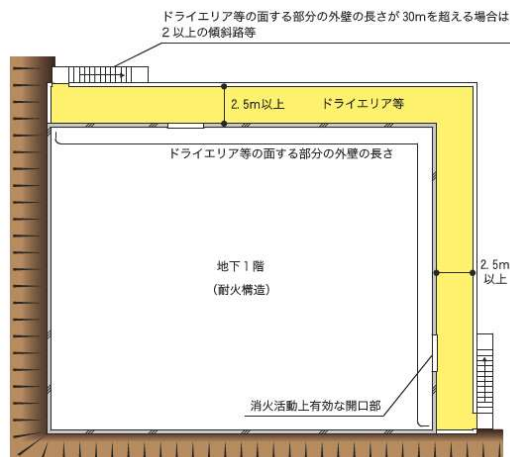 ドライエリア等の面する部分の外壁の長さが30mを超える場合は
2以上の傾斜路等
2.5m以上
ドライエリア等
ドライエリア等の面する部分の外壁の長さ
地下1階
(耐火構造)
2.5m
以上
消火活動上有効な開口部